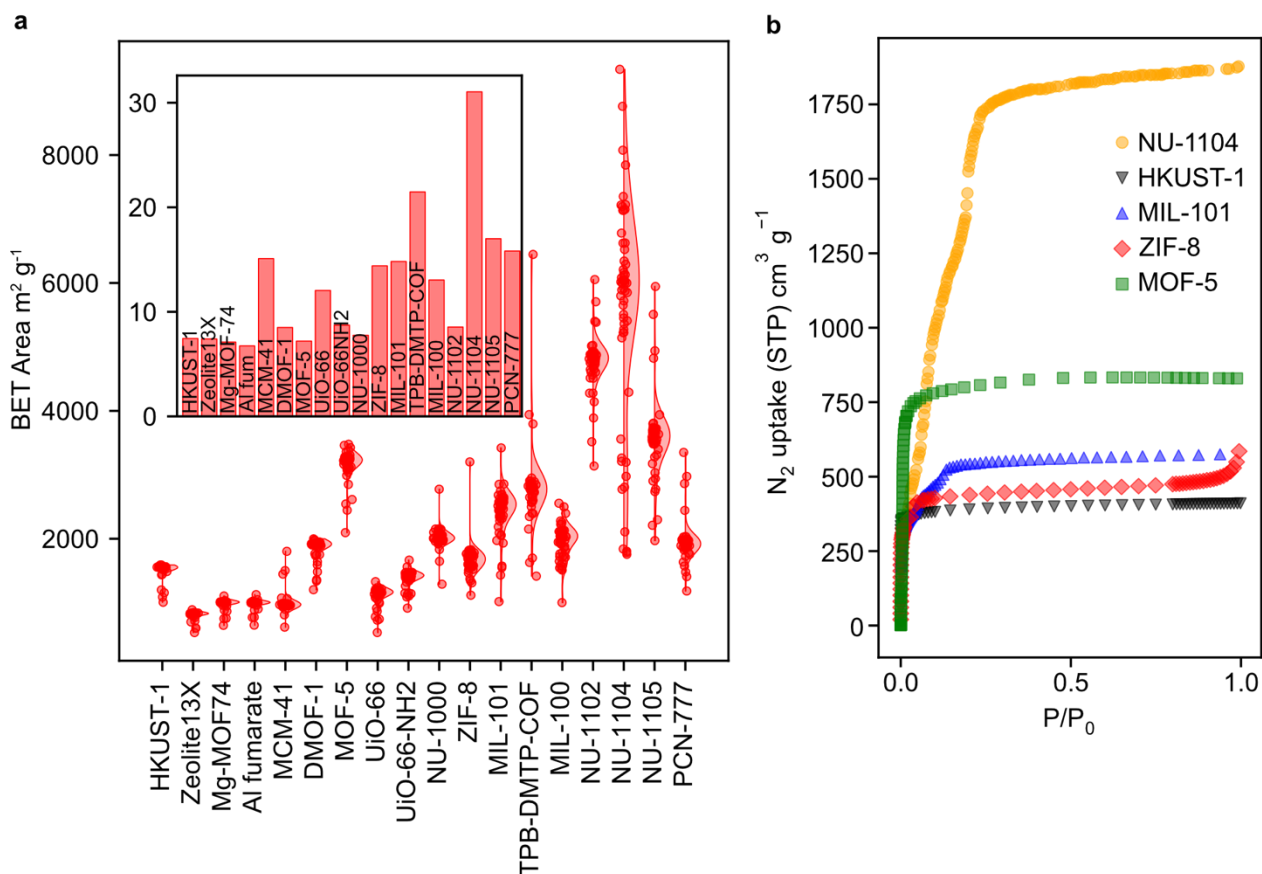 a
BET Area m² g⁻¹
8000
6000
4000
2000
30
20
10
0
HKUST-1
Zeolite13X
Mg-MOF-74
Al fum
MCM-41
DMOF-1
MOF-5
UiO-66
UiO-66NH2
NU-1000
ZIF-8
MIL-101
TPB-DMTP-COF
MIL-100
NU-1102
NU-1104
NU-1105
PCN-777
HKUST-1
Zeolite13X
Mg-MOF74
Al fumarate
MCM-41
DMOF-1
MOF-5
UiO-66
UiO-66-NH2
NU-1000
ZIF-8
MIL-101
TPB-DMTP-COF
MIL-100
NU-1102
NU-1104
NU-1105
PCN-777
b
N₂ uptake (STP) cm³ g⁻¹
1750
1500
1250
1000
750
500
250
0
NU-1104
HKUST-1
MIL-101
ZIF-8
MOF-5
0.0 0.5 1.0
P/P₀